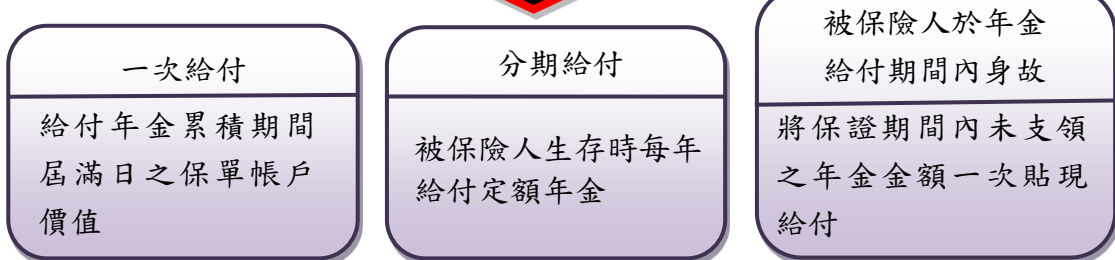 一次給付
給付年金累積期間
屆滿日之保單帳戶
價值
分期給付
被保險人生存時每年
給付定額年金
被保險人於年金
給付期間內身故
將保證期間內未支領
之年金金額一次貼現
給付